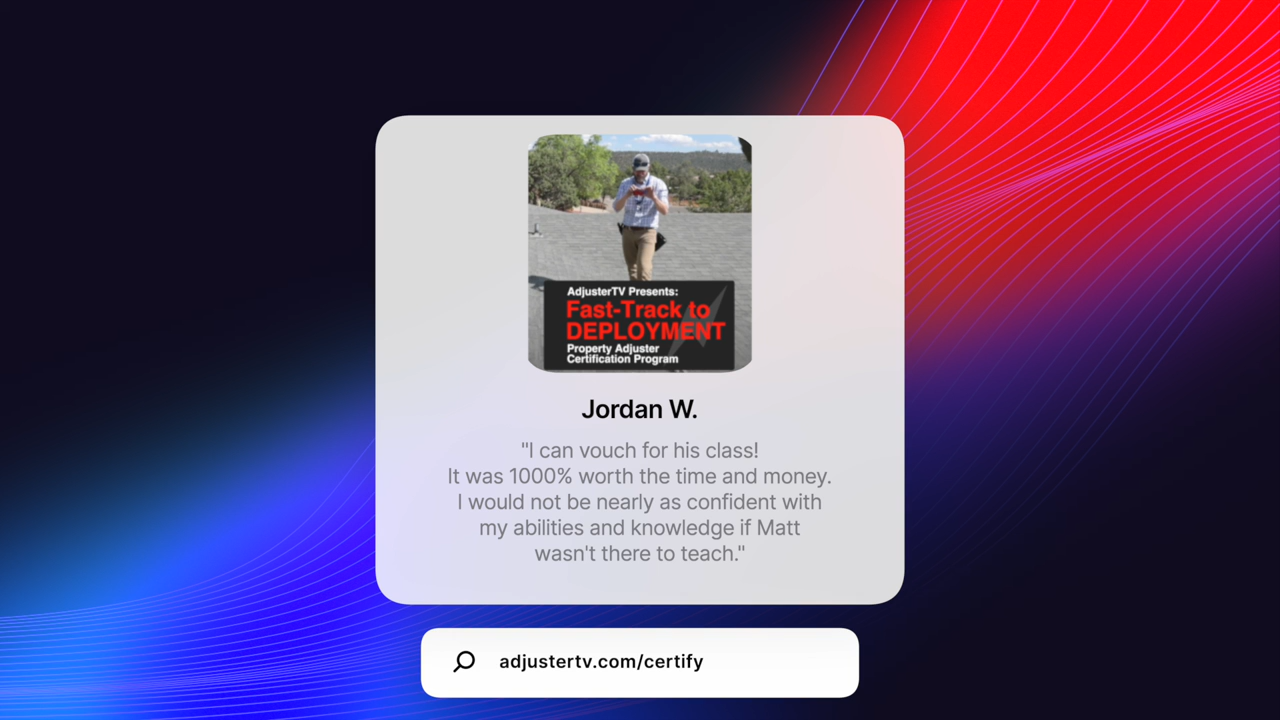 AdjusterTV Presents:
Fast-Track to
DEPLOYMENT
Property Adjuster
Certification Program
Jordan W.
"I can vouch for his class!
It was 1000% worth the time and money.
I would not be nearly as confident with
my abilities and knowledge if Matt
wasn't there to teach."
adjustertv.com/certify